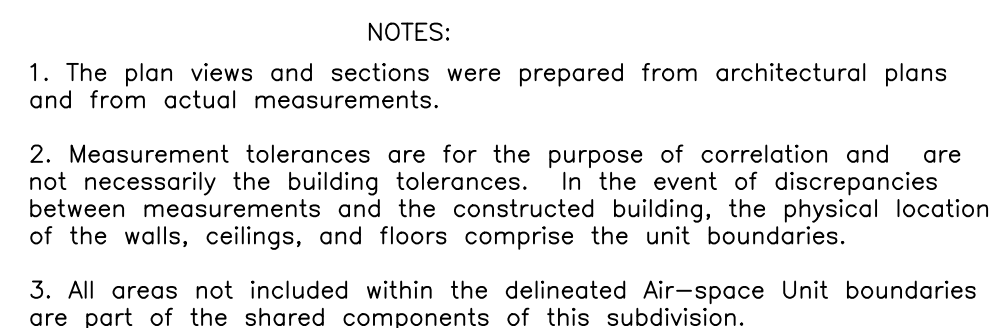 NOTES:
1. The plan views and sections were prepared from architectural plans
and from actual measurements.
2. Measurement tolerances are for the purpose of correlation and are
not necessarily the building tolerances. In the event of discrepancies
between measurements and the constructed building, the physical location
of the walls, ceilings, and floors comprise the unit boundaries.
3. All areas not included within the delineated Air-space Unit boundaries
are part of the shared components of this subdivision.